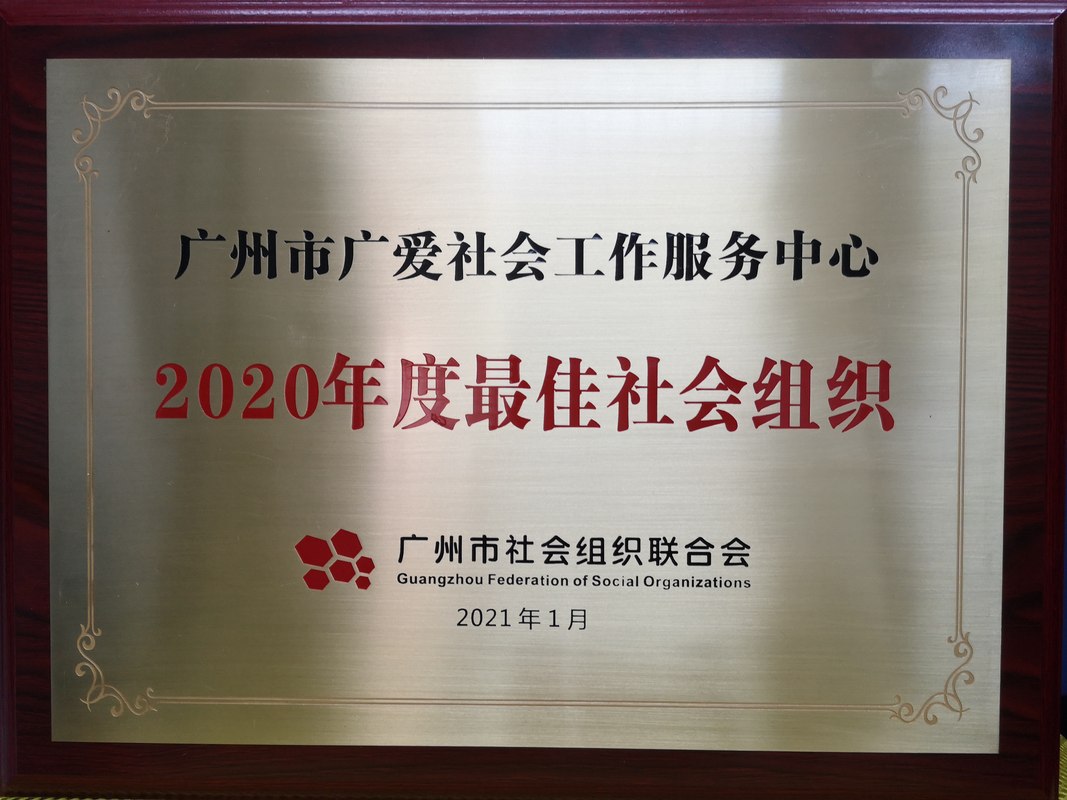 广州市广爱社会工作服务中心
2020年度最佳社会组织
广州市社会组织联合会
Guangzhou Federation of Social Organizations
2021年1月